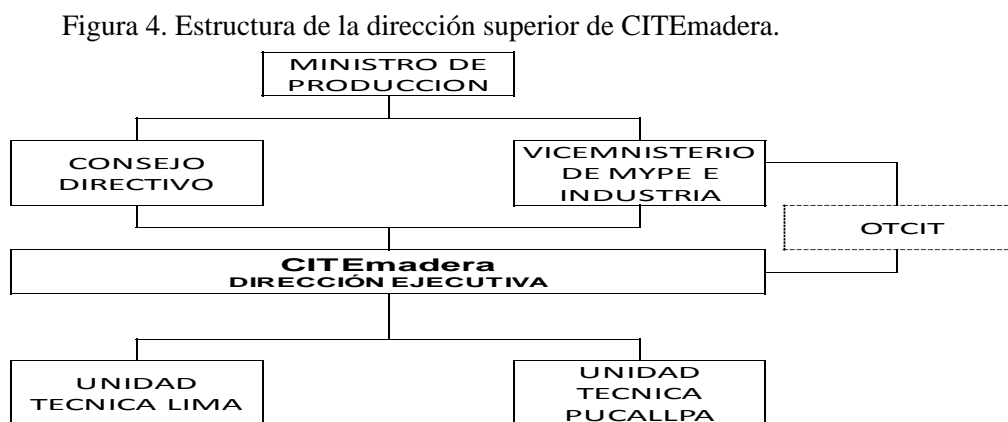 Figura 4. Estructura de la dirección superior de CITEmadera.
MINISTRO DE
PRODUCCION
CONSEJO
DIRECTIVO
VICEMNISTERIO
DE MYPE E
INDUSTRIA
OTCIT
CITEmadera
DIRECCIÓN EJECUTIVA
UNIDAD
TECNICA LIMA
UNIDAD
TECNICA
PUCALLPA